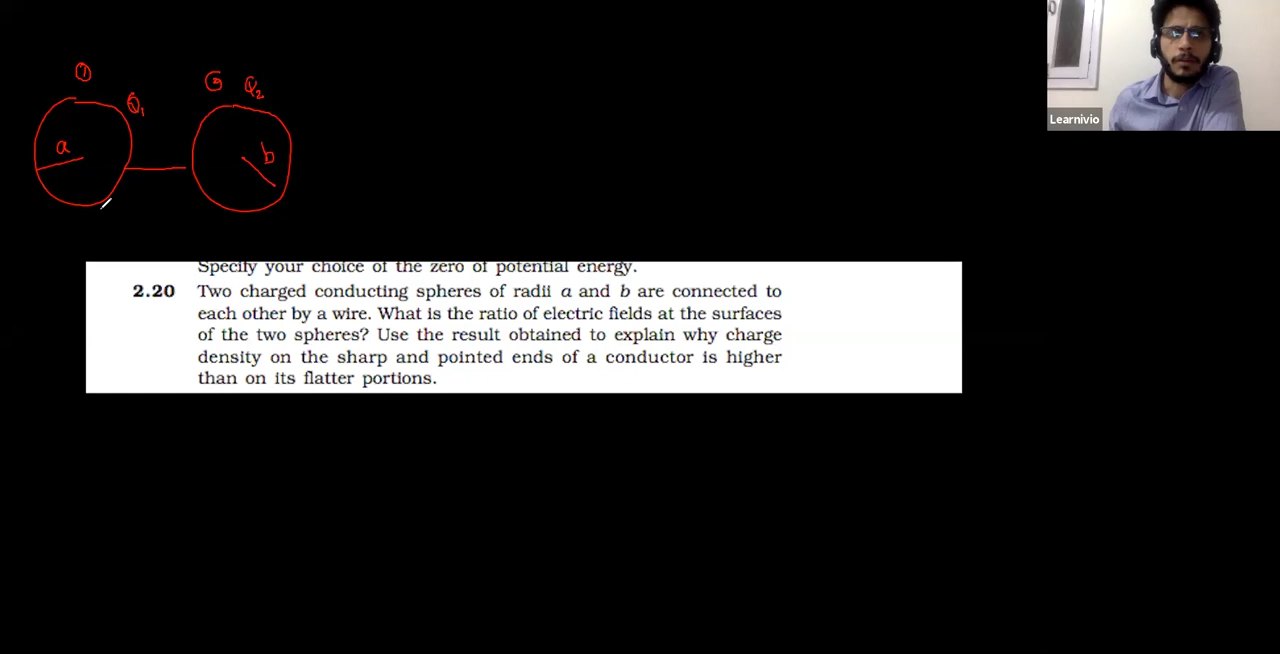 ① 
Q₁
a
② Q₂
b
Learnivio
Specify your choice of the zero of potential energy.
2.20 Two charged conducting spheres of radii a and b are connected to
each other by a wire. What is the ratio of electric fields at the surfaces
of the two spheres? Use the result obtained to explain why charge
density on the sharp and pointed ends of a conductor is higher
than on its flatter portions.